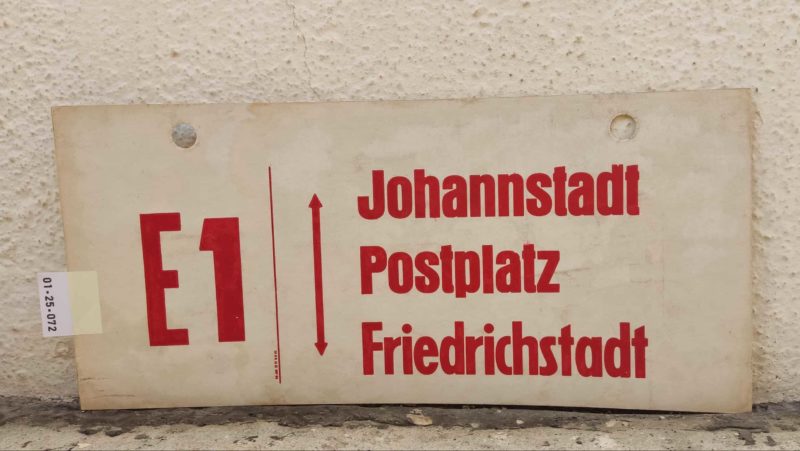 E1
Johannstadt
Postplatz
Friedrichstadt
01-25-072